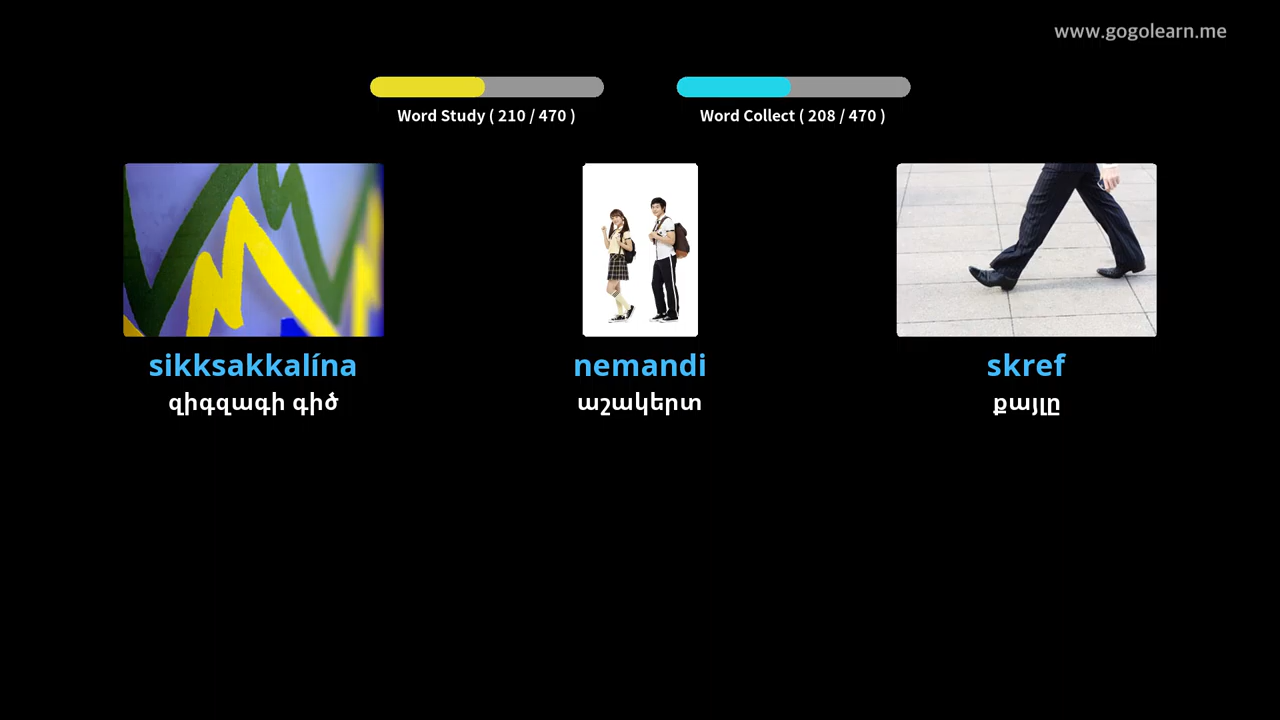 www.gogolearn.me
Word Study ( 210 / 470 )
Word Collect ( 208 / 470 )
sikksakkalína
nemandi
skref
զիգզագի գիծ
աշակերտ
քայլը